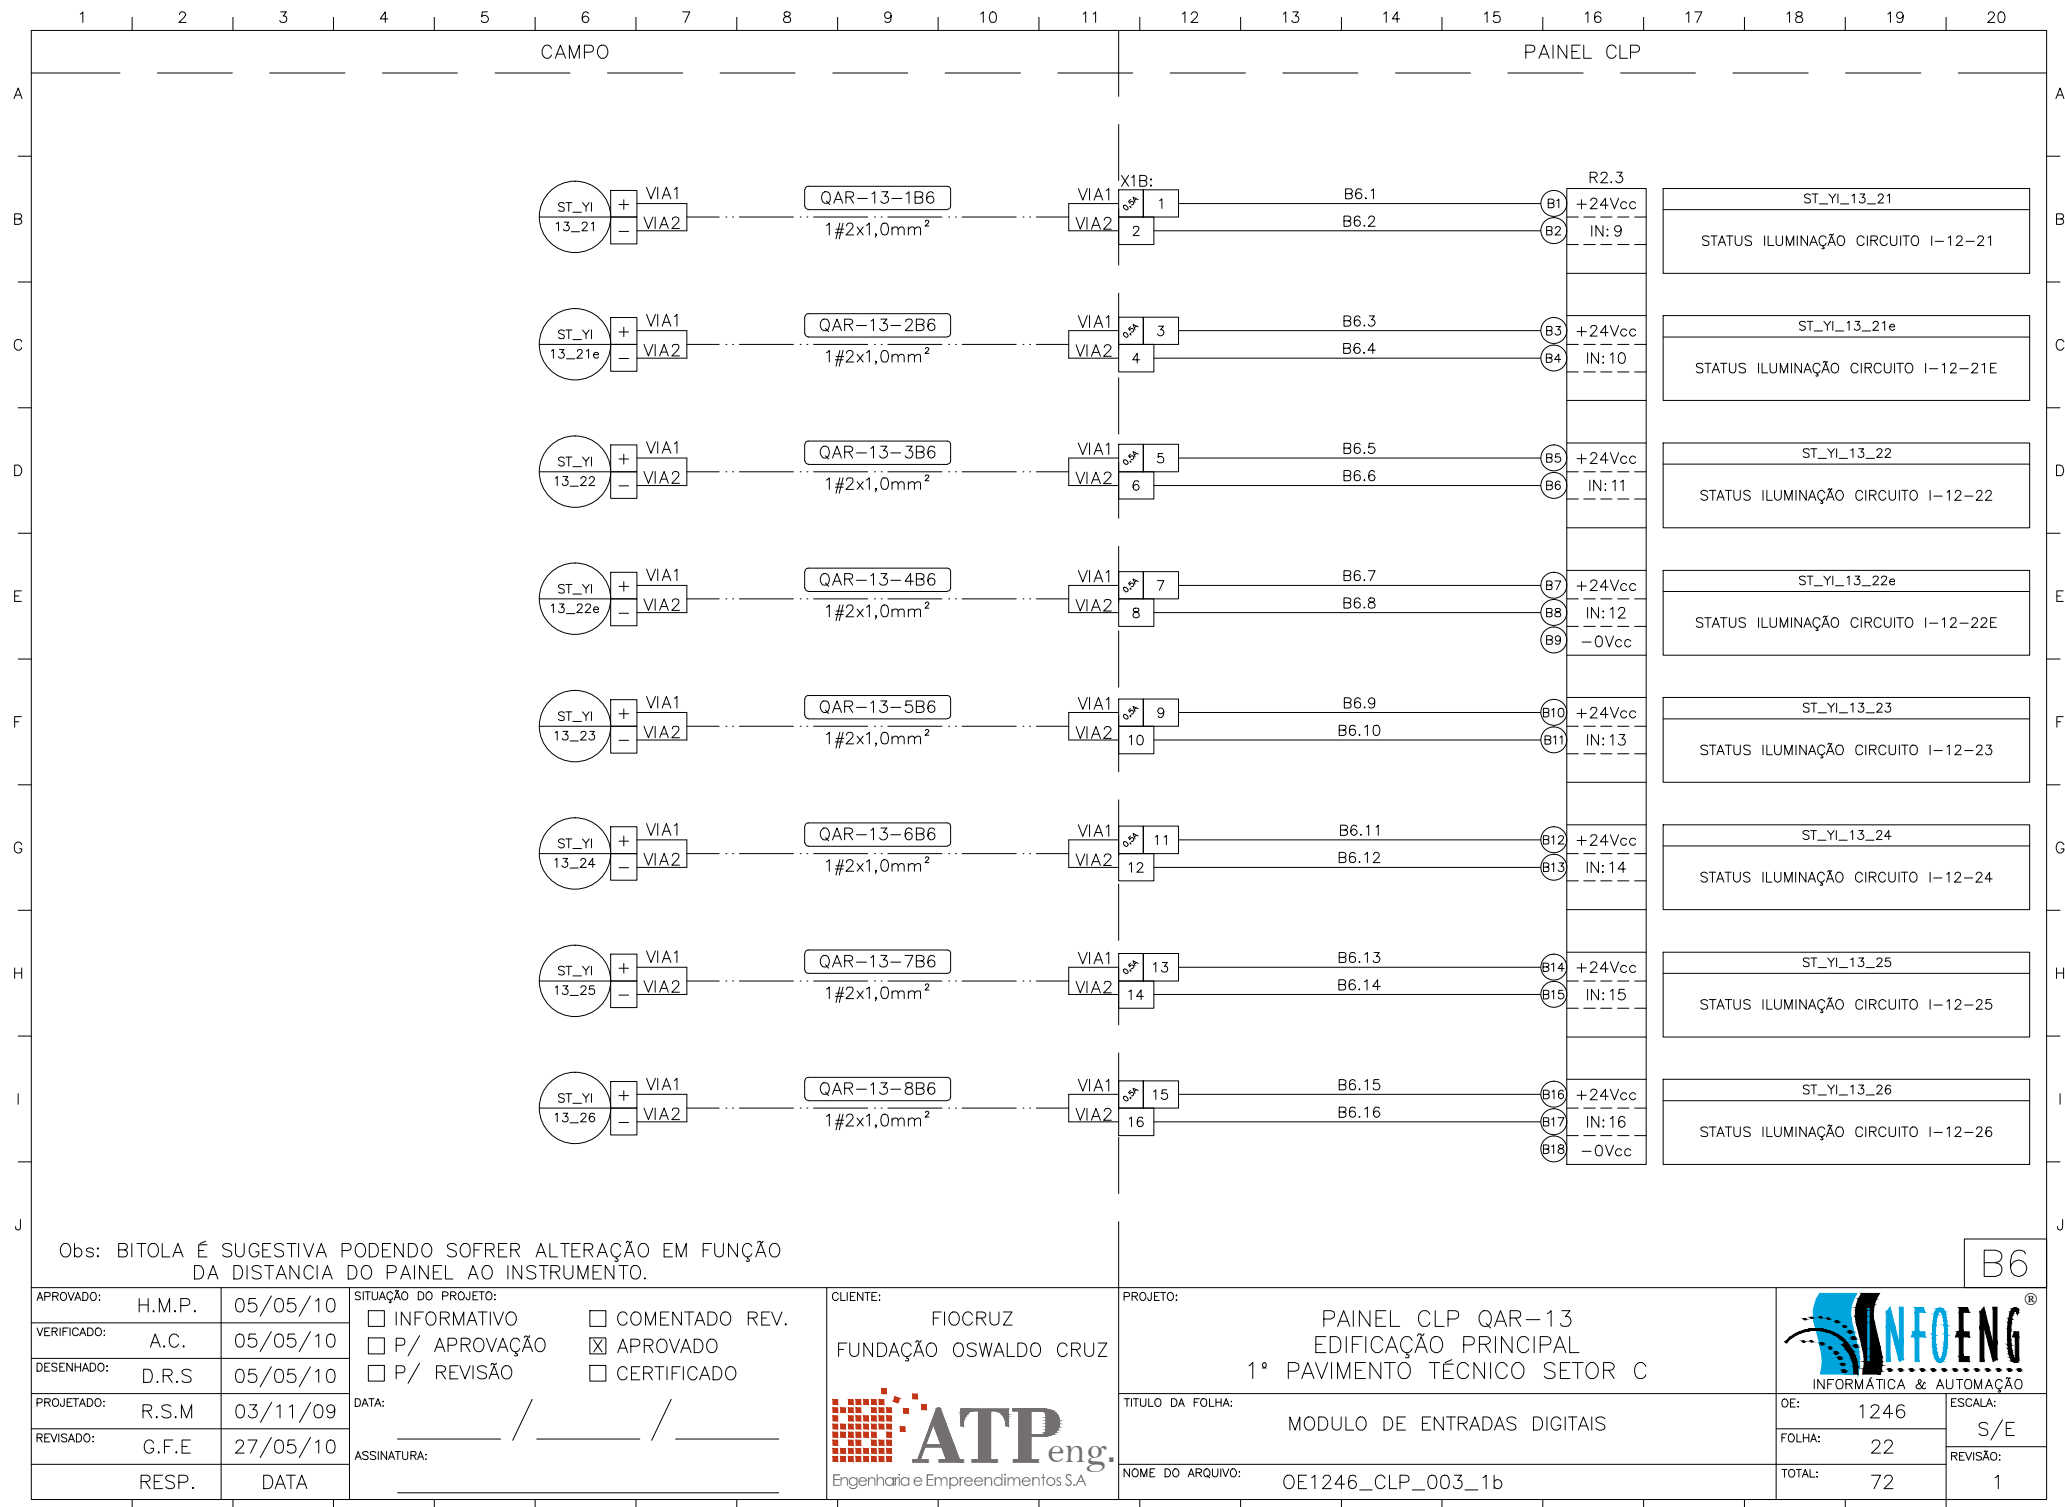 1 2 3 4 5 6 7 8 9 10 11 12 13 14 15 16 17 18 19 20
CAMPO PAINEL CLP
A A
X1B: R2.3
B ST_YI 13_21 + − VIA1 VIA2 QAR-13-1B6 1#2x1,0mm² VIA1 VIA2 0,5A 1 2 B6.1 B6.2 B1 B2 +24Vcc IN:9 ST_YI_13_21 STATUS ILUMINAÇÃO CIRCUITO I-12-21 B
C ST_YI 13_21e + − VIA1 VIA2 QAR-13-2B6 1#2x1,0mm² VIA1 VIA2 0,5A 3 4 B6.3 B6.4 B3 B4 +24Vcc IN:10 ST_YI_13_21e STATUS ILUMINAÇÃO CIRCUITO I-12-21E C
D ST_YI 13_22 + − VIA1 VIA2 QAR-13-3B6 1#2x1,0mm² VIA1 VIA2 0,5A 5 6 B6.5 B6.6 B5 B6 +24Vcc IN:11 ST_YI_13_22 STATUS ILUMINAÇÃO CIRCUITO I-12-22 D
E ST_YI 13_22e + − VIA1 VIA2 QAR-13-4B6 1#2x1,0mm² VIA1 VIA2 0,5A 7 8 B6.7 B6.8 B7 B8 B9 +24Vcc IN:12 −0Vcc ST_YI_13_22e STATUS ILUMINAÇÃO CIRCUITO I-12-22E E
F ST_YI 13_23 + − VIA1 VIA2 QAR-13-5B6 1#2x1,0mm² VIA1 VIA2 0,5A 9 10 B6.9 B6.10 B10 B11 +24Vcc IN:13 ST_YI_13_23 STATUS ILUMINAÇÃO CIRCUITO I-12-23 F
G ST_YI 13_24 + − VIA1 VIA2 QAR-13-6B6 1#2x1,0mm² VIA1 VIA2 0,5A 11 12 B6.11 B6.12 B12 B13 +24Vcc IN:14 ST_YI_13_24 STATUS ILUMINAÇÃO CIRCUITO I-12-24 G
H ST_YI 13_25 + − VIA1 VIA2 QAR-13-7B6 1#2x1,0mm² VIA1 VIA2 0,5A 13 14 B6.13 B6.14 B14 B15 +24Vcc IN:15 ST_YI_13_25 STATUS ILUMINAÇÃO CIRCUITO I-12-25 H
I ST_YI 13_26 + − VIA1 VIA2 QAR-13-8B6 1#2x1,0mm² VIA1 VIA2 0,5A 15 16 B6.15 B6.16 B16 B17 B18 +24Vcc IN:16 −0Vcc ST_YI_13_26 STATUS ILUMINAÇÃO CIRCUITO I-12-26 I
J J
Obs: BITOLA É SUGESTIVA PODENDO SOFRER ALTERAÇÃO EM FUNÇÃO
DA DISTANCIA DO PAINEL AO INSTRUMENTO.
B6
APROVADO: H.M.P. 05/05/10
VERIFICADO: A.C. 05/05/10
DESENHADO: D.R.S 05/05/10
PROJETADO: R.S.M 03/11/09
REVISADO: G.F.E 27/05/10
RESP. DATA
SITUAÇÃO DO PROJETO:
INFORMATIVO COMENTADO REV.
P/ APROVAÇÃO X APROVADO
P/ REVISÃO CERTIFICADO
DATA: / /
ASSINATURA:
CLIENTE:
FIOCRUZ
FUNDAÇÃO OSWALDO CRUZ
ATP eng.
Engenharia e Empreendimentos S.A
PROJETO:
PAINEL CLP QAR-13
EDIFICAÇÃO PRINCIPAL
1º PAVIMENTO TÉCNICO SETOR C
TITULO DA FOLHA:
MODULO DE ENTRADAS DIGITAIS
NOME DO ARQUIVO: OE1246_CLP_003_1b
INFOENG ®
INFORMÁTICA & AUTOMAÇÃO
OE: 1246
FOLHA: 22
TOTAL: 72
ESCALA: S/E
REVISÃO: 1